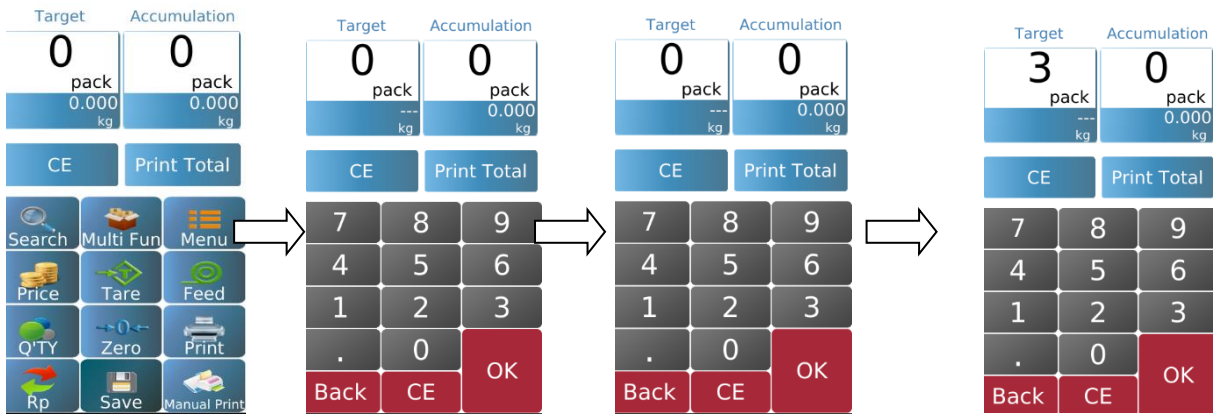 Target Accumulation
0 0
pack pack
0.000 0.000
kg kg
CE Print Total
Search Multi Fun Menu
Price Tare Feed
Q'TY Zero Print
Rp Save Manual Print
Target Accumulation
0 0
pack pack
--- 0.000
kg kg
CE Print Total
7 8 9
4 5 6
1 2 3
. 0 OK
Back CE
Target Accumulation
0 0
pack pack
--- 0.000
kg kg
CE Print Total
7 8 9
4 5 6
1 2 3
. 0 OK
Back CE
Target Accumulation
3 0
pack pack
--- 0.000
kg kg
CE Print Total
7 8 9
4 5 6
1 2 3
. 0 OK
Back CE